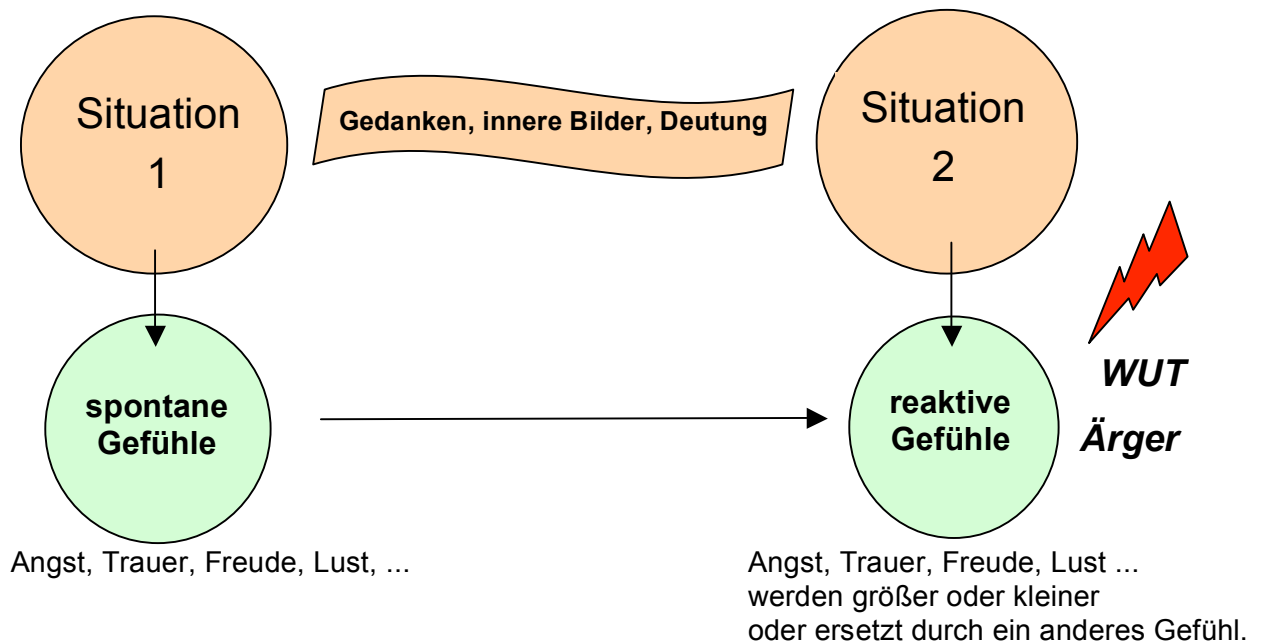 Situation
1
Gedanken, innere Bilder, Deutung
Situation
2
spontane
Gefühle
reaktive
Gefühle
WUT
Ärger
Angst, Trauer, Freude, Lust, ...
Angst, Trauer, Freude, Lust ...
werden größer oder kleiner
oder ersetzt durch ein anderes Gefühl.